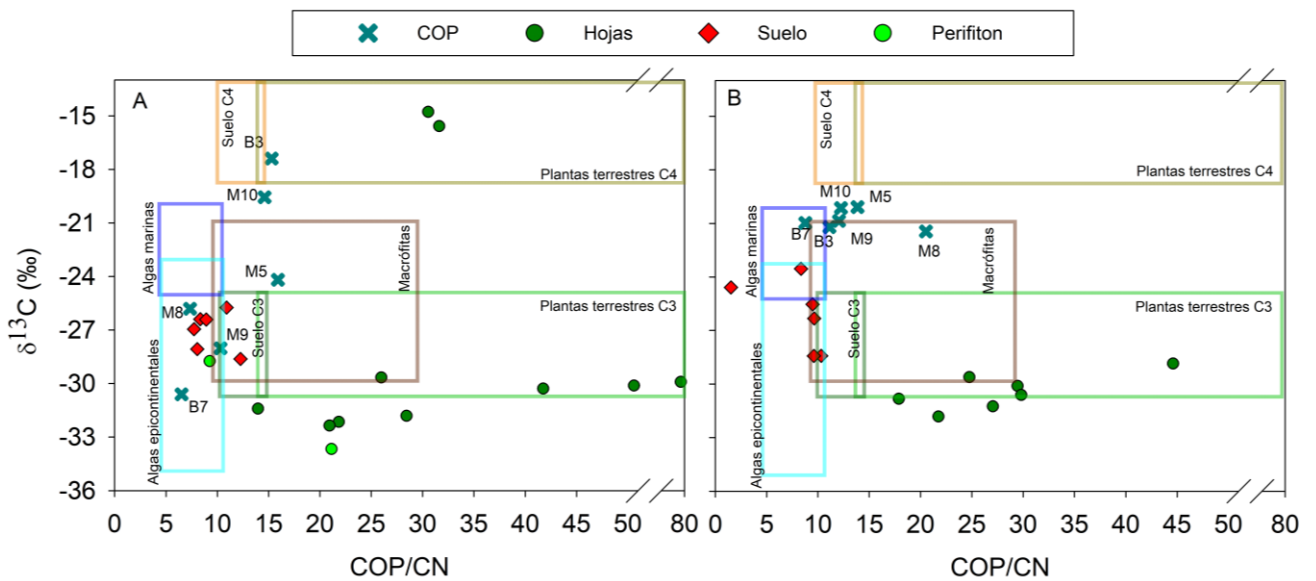 COP Hojas Suelo Perifiton
A
Suelo C4
B3
Plantas terrestres C4
M10
Algas marinas
Macrófitas
M5
Plantas terrestres C3
M8
M9
Suelo C3
B7
Algas epicontinentales
-15
-18
-21
-24
-27
-30
-33
-36
δ13C (‰)
0 5 10 15 20 25 30 35 40 45 50 80
COP/CN
B
Suelo C4
Plantas terrestres C4
M10 M5
Algas marinas
B7 B3 M9 M8
Macrófitas
Plantas terrestres C3
Suelo C3
Algas epicontinentales
0 5 10 15 20 25 30 35 40 45 50 80
COP/CN